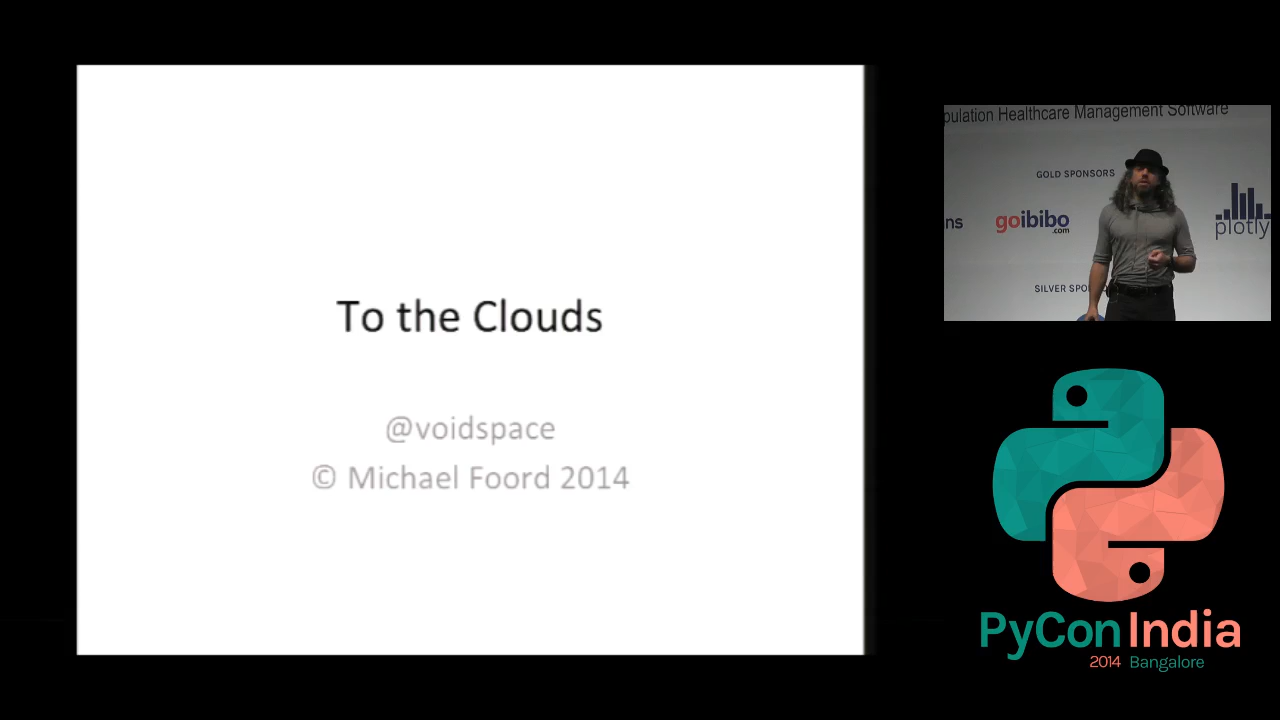 To the Clouds
@voidspace
© Michael Foord 2014
pulation Healthcare Management Software
GOLD SPONSORS
ns
goibibo
.com
plotly
SILVER SPO
PyCon India
2014 Bangalore